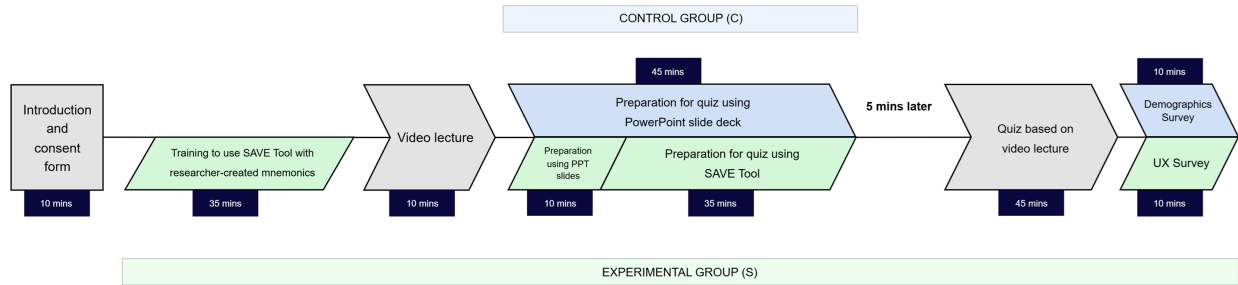 CONTROL GROUP (C)
45 mins
10 mins
Introduction
and
consent
form
10 mins
Training to use SAVE Tool with
researcher-created mnemonics
35 mins
Video lecture
10 mins
Preparation for quiz using
PowerPoint slide deck
Preparation
using PPT
slides
10 mins
Preparation for quiz using
SAVE Tool
35 mins
5 mins later
Quiz based on
video lecture
45 mins
Demographics
Survey
UX Survey
10 mins
EXPERIMENTAL GROUP (S)